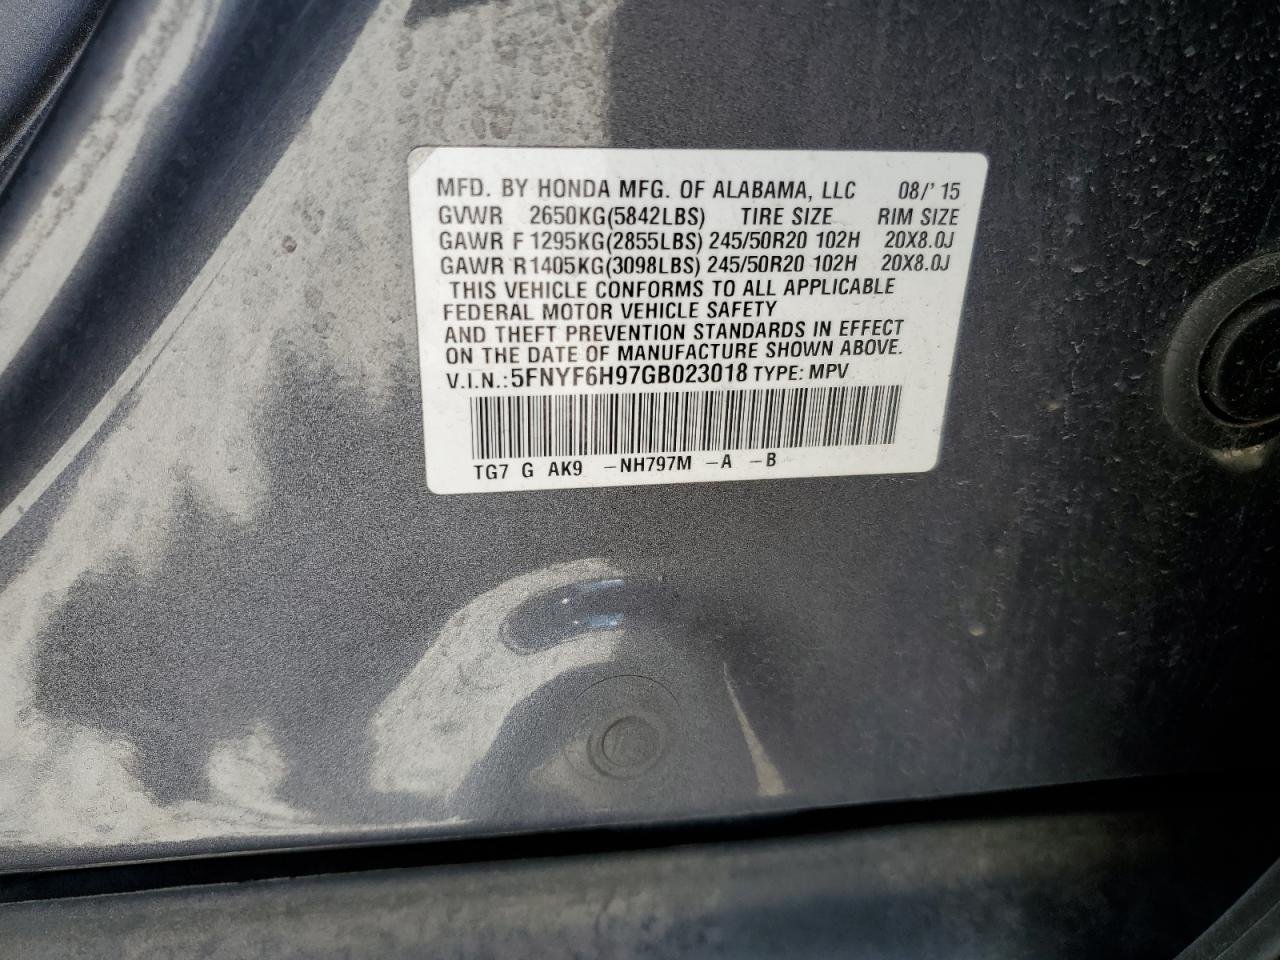 MFD. BY HONDA MFG. OF ALABAMA, LLC 08/'15
GVWR 2650KG(5842LBS) TIRE SIZE RIM SIZE
GAWR F 1295KG(2855LBS) 245/50R20 102H 20X8.0J
GAWR R1405KG(3098LBS) 245/50R20 102H 20X8.0J
THIS VEHICLE CONFORMS TO ALL APPLICABLE
FEDERAL MOTOR VEHICLE SAFETY
AND THEFT PREVENTION STANDARDS IN EFFECT
ON THE DATE OF MANUFACTURE SHOWN ABOVE.
V.I.N.: 5FNYF6H97GB023018 TYPE: MPV
TG7 G AK9 -NH797M -A -B